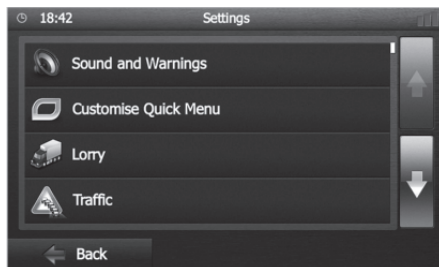 18:42 Settings
Sound and Warnings
Customise Quick Menu
Lorry
Traffic
Back